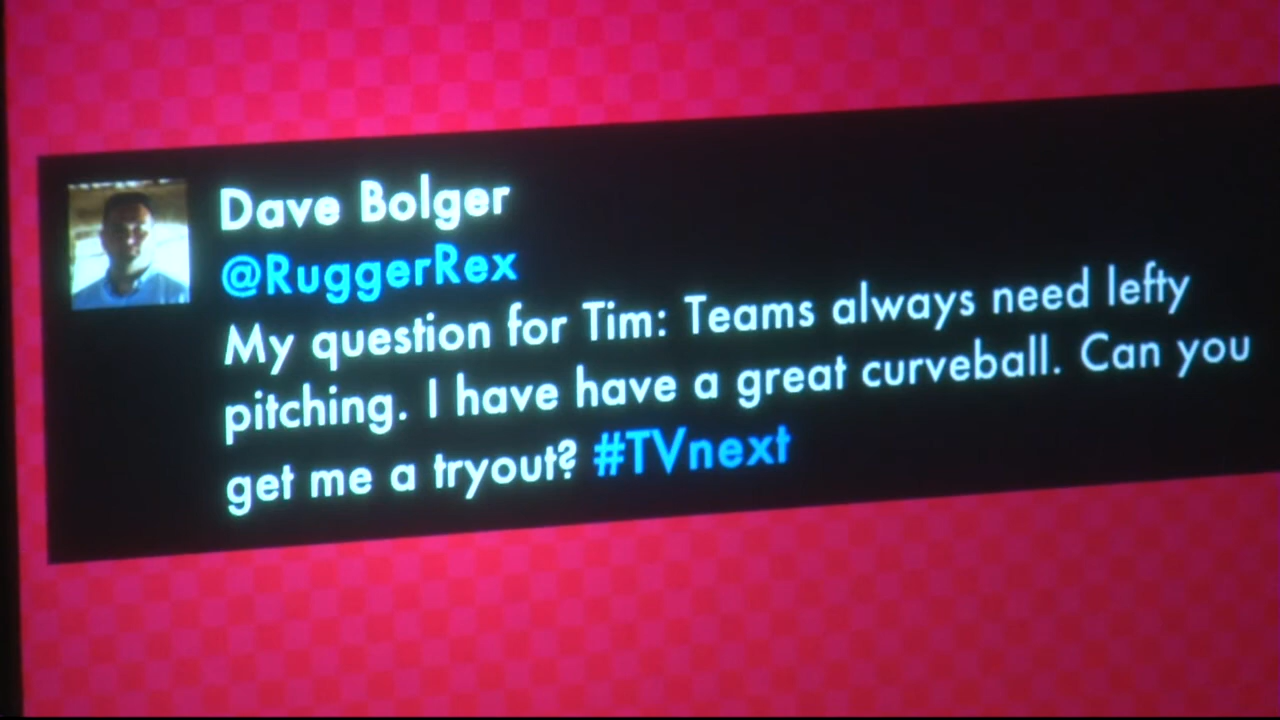 Dave Bolger
@RuggerRex
My question for Tim: Teams always need lefty
pitching. I have have a great curveball. Can you
get me a tryout? #TVnext